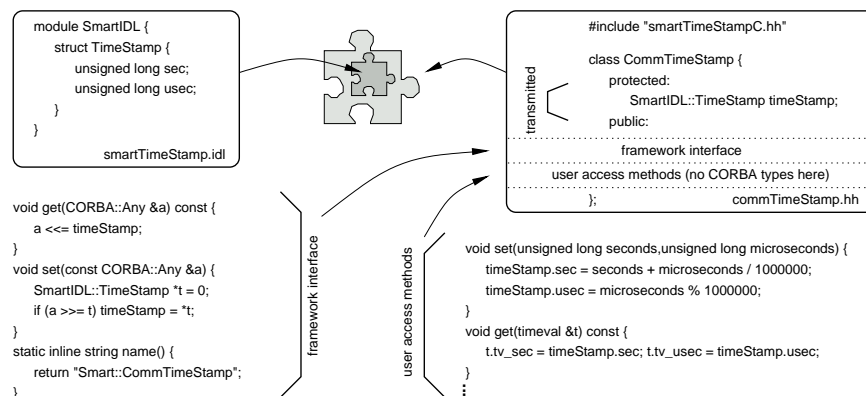 module SmartIDL {
struct TimeStamp {
unsigned long sec;
unsigned long usec;
}
}
smartTimeStamp.idl
#include "smartTimeStampC.hh"
class CommTimeStamp {
protected:
SmartIDL::TimeStamp timeStamp;
public:
transmitted
framework interface
user access methods (no CORBA types here)
};
commTimeStamp.hh
void get(CORBA::Any &a) const {
a <<= timeStamp;
}
void set(const CORBA::Any &a) {
SmartIDL::TimeStamp *t = 0;
if (a >>= t) timeStamp = *t;
}
static inline string name() {
return "Smart::CommTimeStamp";
}
framework interface
user access methods
void set(unsigned long seconds,unsigned long microseconds) {
timeStamp.sec = seconds + microseconds / 1000000;
timeStamp.usec = microseconds % 1000000;
}
void get(timeval &t) const {
t.tv_sec = timeStamp.sec; t.tv_usec = timeStamp.usec;
}